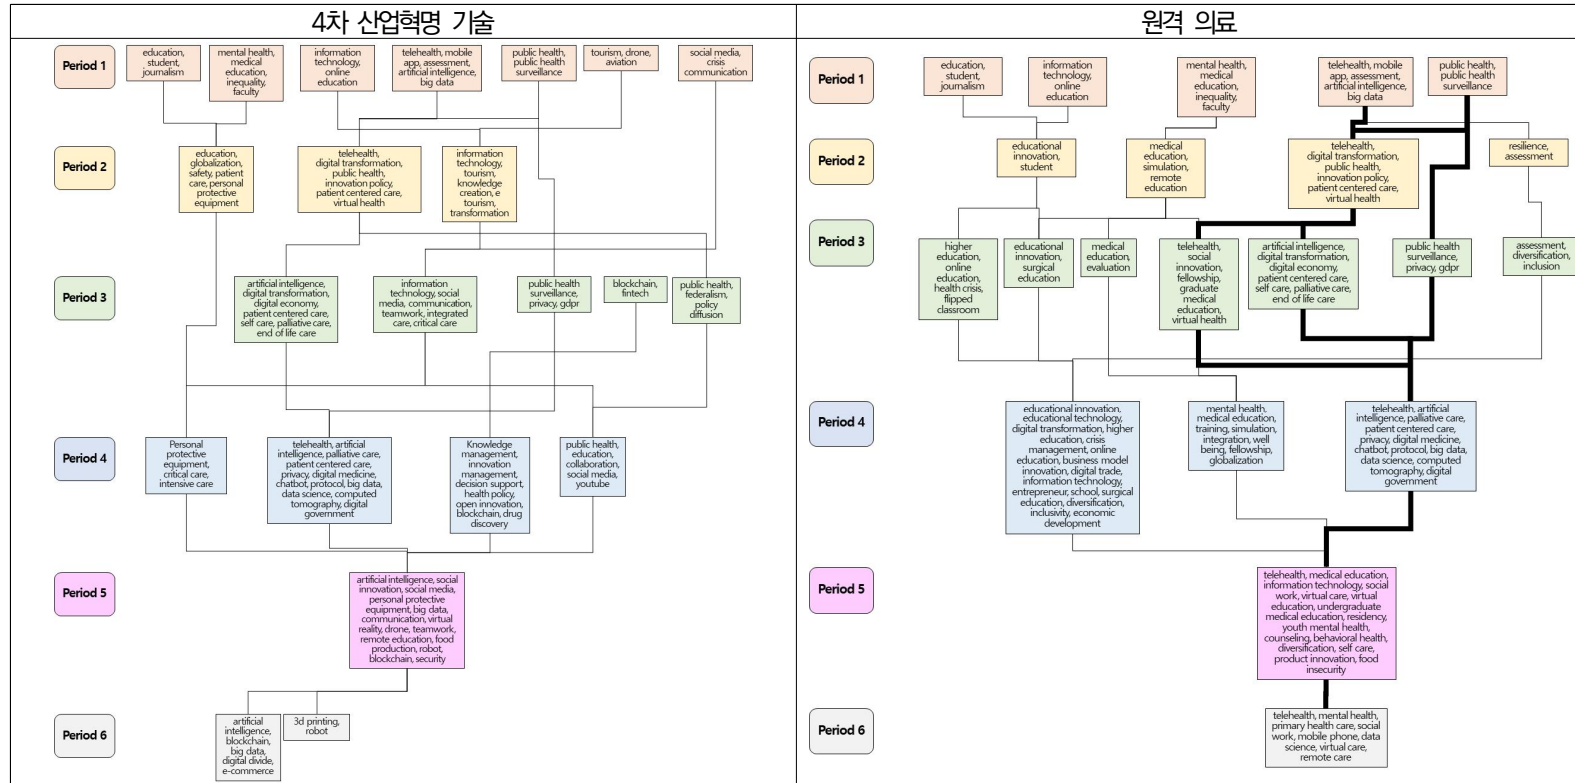 4차 산업혁명 기술
Period 1
education,
student,
journalism
mental health,
medical
education,
inequality,
faculty
information
technology,
online
education
telehealth, mobile
app, assessment,
artificial intelligence,
big data
public health,
public health
surveillance
tourism, drone,
aviation
social media,
crisis
communication
Period 2
education,
globalization,
safety, patient
care, personal
protective
equipment
telehealth,
digital transformation,
public health,
innovation policy,
patient centered care,
virtual health
information
technology,
tourism,
knowledge
creation, e
tourism,
transformation
Period 3
artificial intelligence,
digital transformation,
digital economy,
patient centered care,
self care, palliative care,
end of life care
information
technology, social
media, communication,
teamwork, integrated
care, critical care
public health
surveillance,
privacy, gdpr
blockchain,
fintech
public health,
federalism,
policy
diffusion
Period 4
Personal
protective
equipment,
critical care,
intensive care
telehealth, artificial
intelligence, palliative care,
patient centered care,
privacy, digital medicine,
chatbot, protocol, big data,
data science, computed
tomography, digital
government
Knowledge
management,
innovation
management,
decision support,
health policy,
open innovation,
blockchain, drug
discovery
public health,
education,
collaboration,
social media,
youtube
Period 5
artificial intelligence, social
innovation, social media,
personal protective
equipment, big data,
communication, virtual
reality, drone, teamwork,
remote education, food
production, robot,
blockchain, security
Period 6
artificial
intelligence,
blockchain,
big data,
digital divide,
e-commerce
3d printing,
robot
원격 의료
Period 1
education,
student,
journalism
information
technology,
online
education
mental health,
medical
education,
inequality,
faculty
telehealth, mobile
app, assessment,
artificial intelligence,
big data
public health,
public health
surveillance
Period 2
educational
innovation,
student
medical
education,
simulation,
remote
education
telehealth,
digital transformation,
public health,
innovation policy,
patient centered care,
virtual health
resilience,
assessment
Period 3
higher
education,
online
education,
health crisis,
flipped
classroom
educational
innovation,
surgical
education
medical
education,
evaluation
telehealth,
social
innovation,
fellowship,
graduate
medical
education,
virtual health
artificial intelligence,
digital transformation,
digital economy,
patient centered care,
self care, palliative care,
end of life care
public health
surveillance,
privacy, gdpr
assessment,
diversification,
inclusion
Period 4
educational innovation,
educational technology,
digital transformation, higher
education, crisis
management, online
education, business model
innovation, digital trade,
information technology,
entrepreneur, school, surgical
education, diversification,
inclusivity, economic
development
mental health.
medical education,
training, simulation,
integration, well
being, fellowship,
globalization
telehealth, artificial
intelligence, palliative care,
patient centered care,
privacy, digital medicine,
chatbot, protocol, big data,
data science, computed
tomography, digital
government
Period 5
telehealth, medical education,
information technology, social
work, virtual care, virtual
education, undergraduate
medical education, residency,
youth mental health,
counseling, behavioral health,
diversification, self care,
product innovation, food
insecurity
Period 6
telehealth, mental health,
primary health care, social
work, mobile phone, data
science, virtual care,
remote care